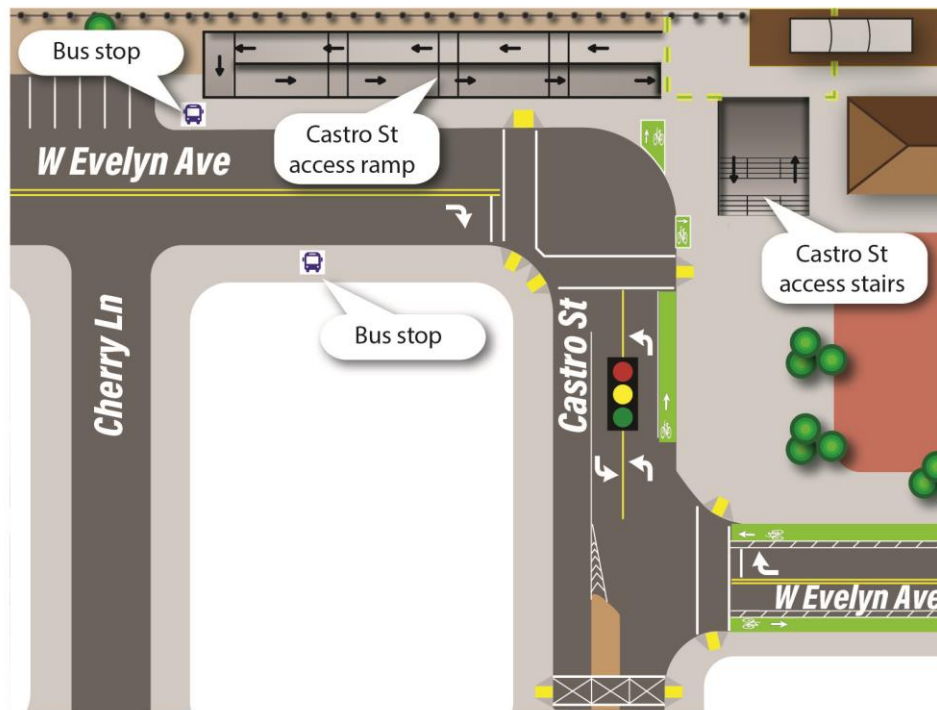 Bus stop
Castro St
access ramp
W Evelyn Ave
Castro St
access stairs
Bus stop
Cherry Ln
Castro St
W Evelyn Ave